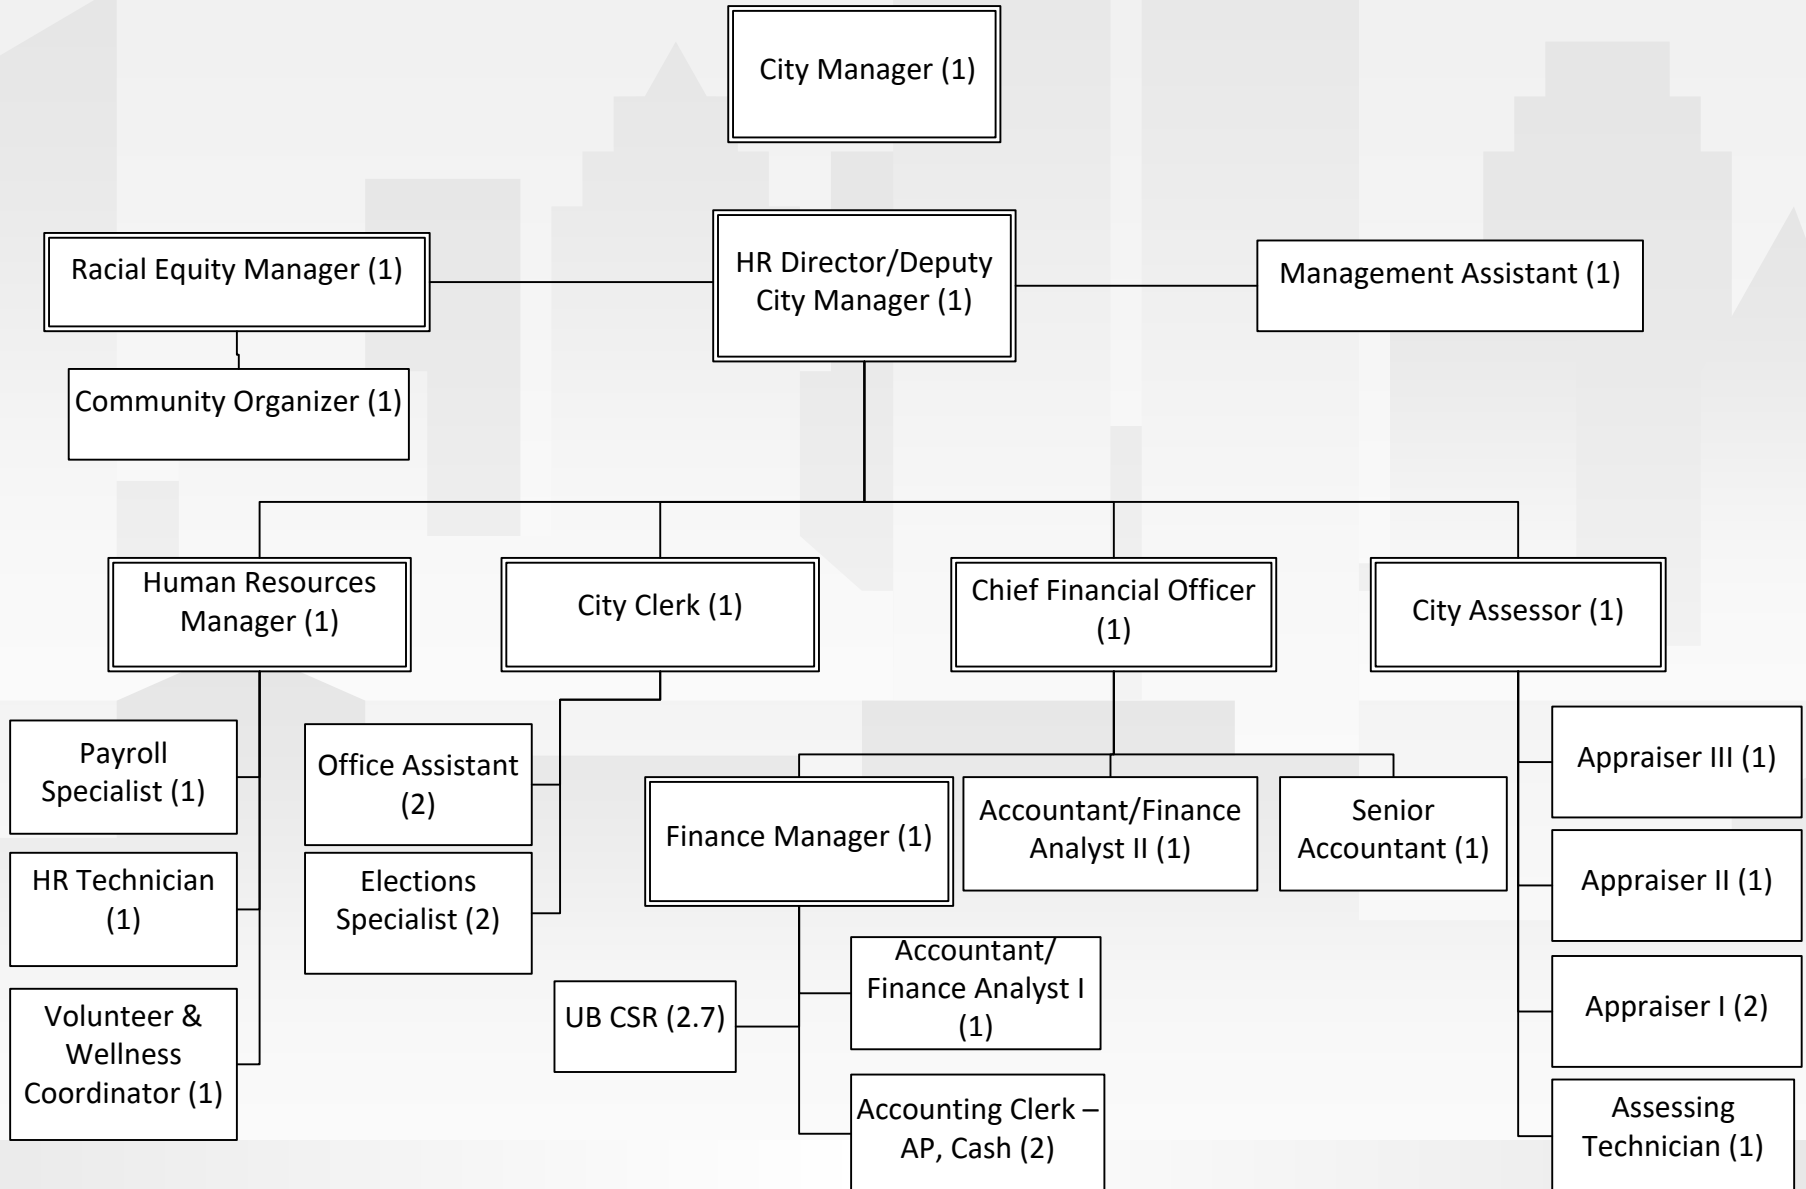 City Manager (1)
Racial Equity Manager (1)
HR Director/Deputy
City Manager (1)
Management Assistant (1)
Community Organizer (1)
Human Resources
Manager (1)
City Clerk (1)
Chief Financial Officer
(1)
City Assessor (1)
Payroll
Specialist (1)
HR Technician
(1)
Volunteer &
Wellness
Coordinator (1)
Office Assistant
(2)
Elections
Specialist (2)
Finance Manager (1)
Accountant/Finance
Analyst II (1)
Senior
Accountant (1)
UB CSR (2.7)
Accountant/
Finance Analyst I
(1)
Accounting Clerk –
AP, Cash (2)
Appraiser III (1)
Appraiser II (1)
Appraiser I (2)
Assessing
Technician (1)